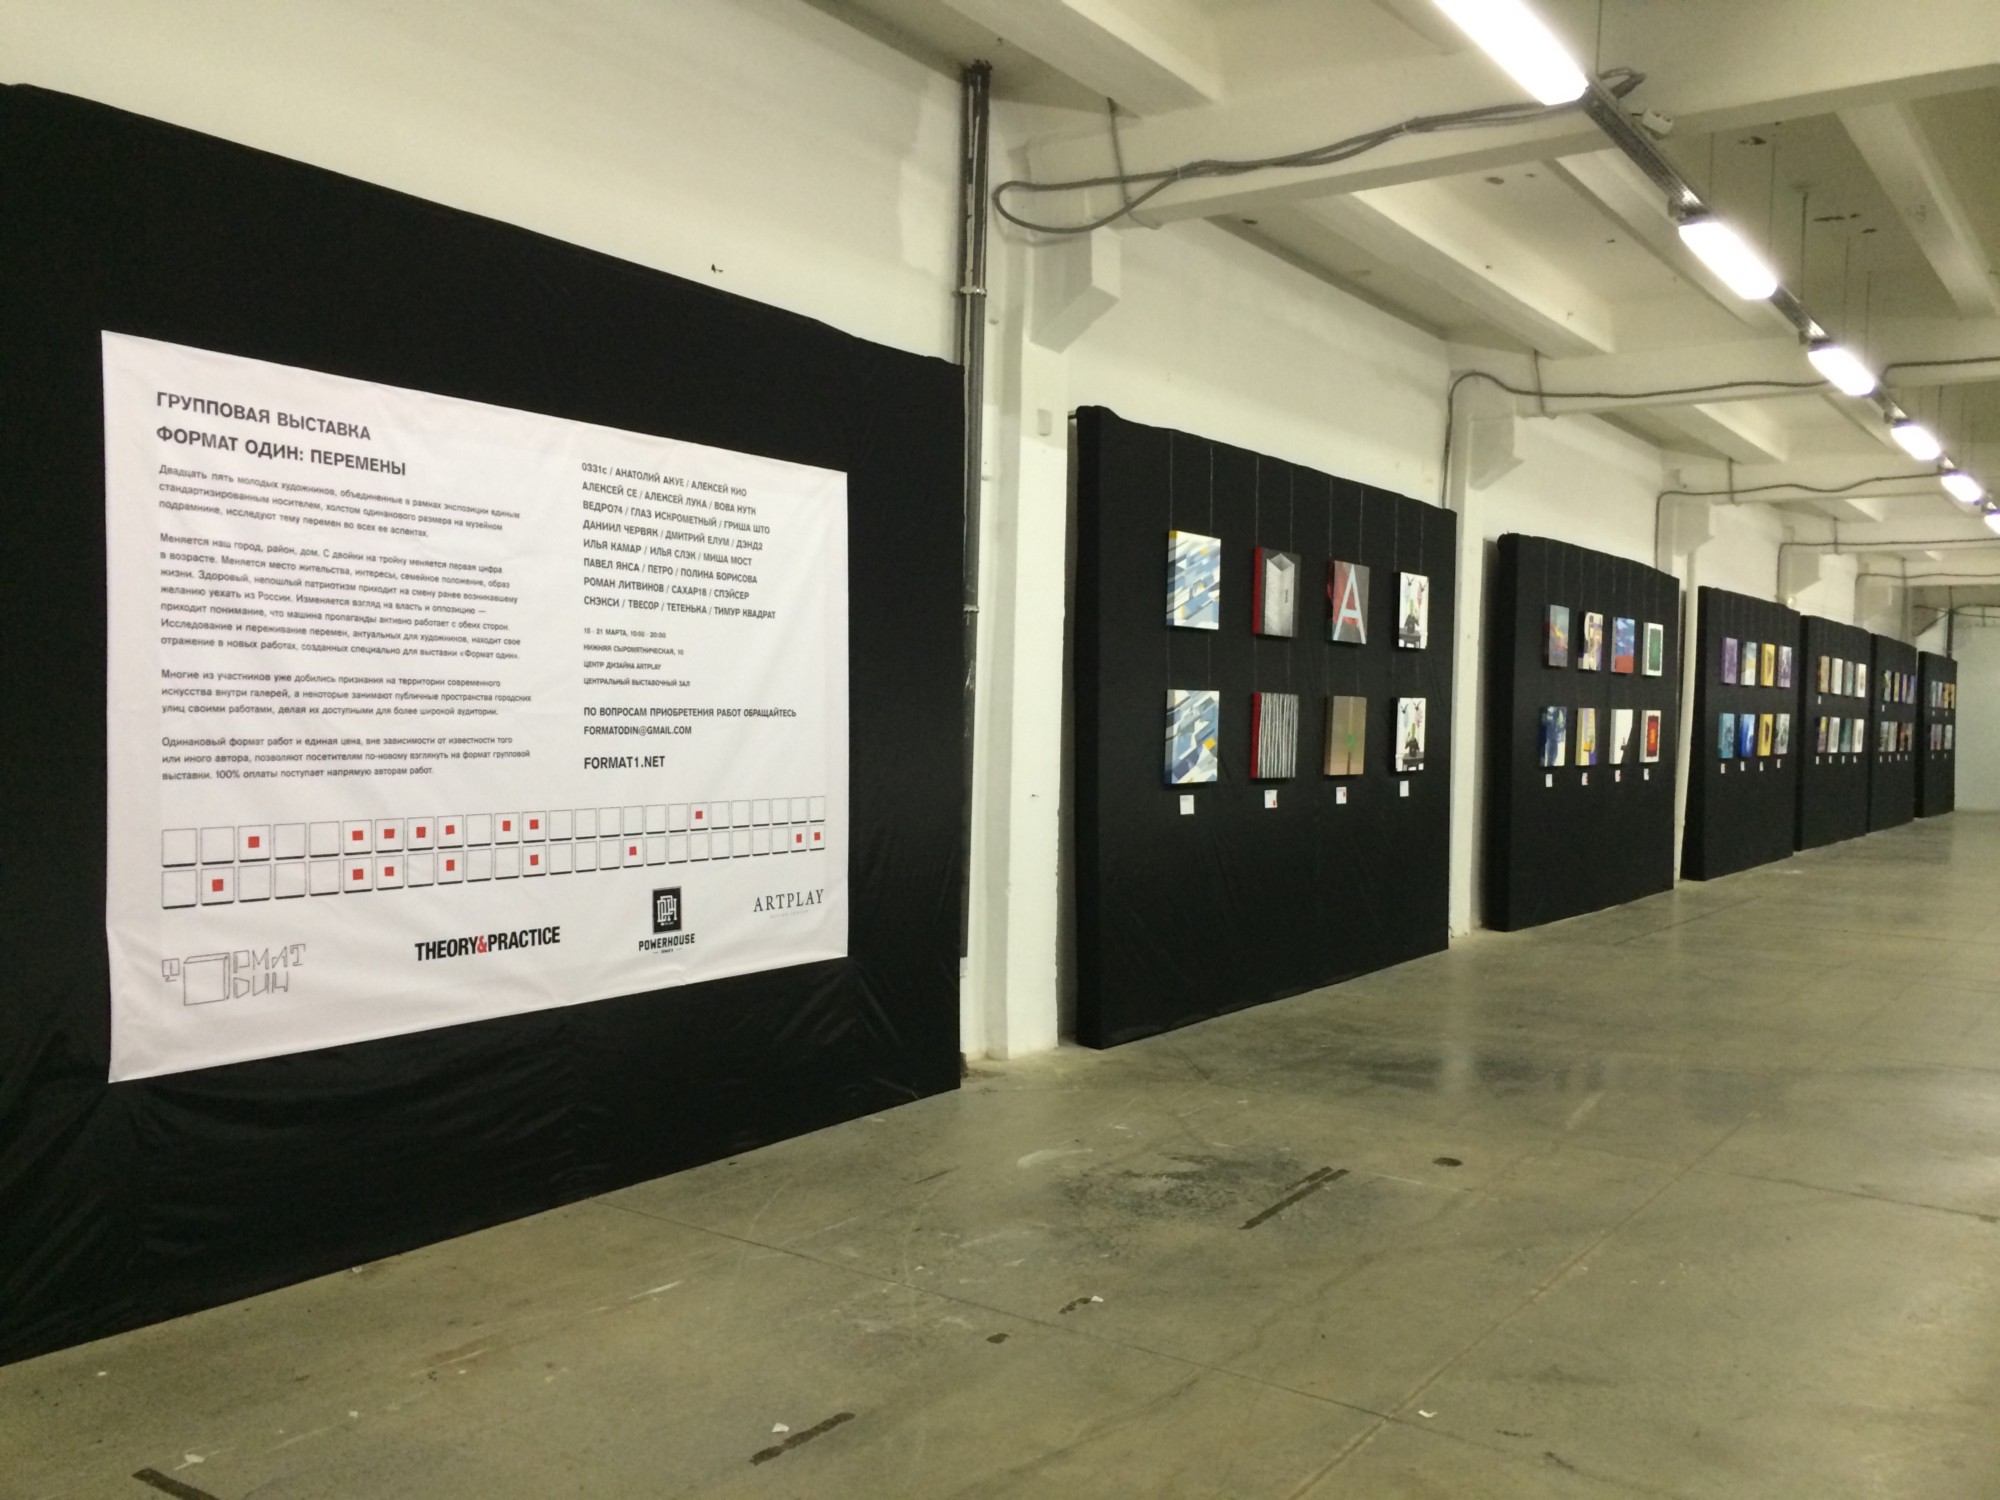 ГРУППОВАЯ ВЫСТАВКА
ФОРМАТ ОДИН: ПЕРЕМЕНЫ
Двадцать пять молодых художников, объединенные в рамках экспозиции единым
стандартизированным носителем, холстом одинакового размера на музейном
подрамнике, исследуют тему перемен во всех ее аспектах.
Меняется наш город, район, дом. С двойки на тройку меняется первая цифра
в возрасте. Меняется место жительства, интересы, семейное положение, образ
жизни. Здоровый, непошлый патриотизм приходит на смену ранее возникавшему
желанию уехать из России. Изменяется взгляд на власть и оппозицию —
приходит понимание, что машина пропаганды активно работает с обеих сторон.
Исследование и переживание перемен, актуальных для художников, находит свое
отражение в новых работах, созданных специально для выставки «Формат один».
Многие из участников уже добились признания на территории современного
искусства внутри галерей, а некоторые занимают публичные пространства городских
улиц своими работами, делая их доступными для более широкой аудитории.
Одинаковый формат работ и единая цена, вне зависимости от известности того
или иного автора, позволяют посетителям по-новому взглянуть на формат групповой
выставки. 100% оплаты поступает напрямую авторам работ.
0331c / АНАТОЛИЙ АКУЕ / АЛЕКСЕЙ КИО
АЛЕКСЕЙ СЕ / АЛЕКСЕЙ ЛУКА / ВОВА НУТК
ВЕДРО74 / ГЛАЗ ИСКРОМЕТНЫЙ / ГРИША ШТО
ДАНИИЛ ЧЕРВЯК / ДМИТРИЙ ЕЛУМ / ДЭНДЗ
ИЛЬЯ КАМАР / ИЛЬЯ СЛЭК / МИША МОСТ
ПАВЕЛ ЯНСА / ПЕТРО / ПОЛИНА БОРИСОВА
РОМАН ЛИТВИНОВ / САХАР18 / СПЭЙСЕР
СНЭКСИ / ТВЕСОР / ТЕТЕНЬКА / ТИМУР КВАДРАТ
21 МАРТА, 10:00 - 20:00
НИЖНЯЯ СЫРОМЯТНИЧЕСКАЯ, 10
ЦЕНТР ДИЗАЙНА ARTPLAY
ЦЕНТРАЛЬНЫЙ ВЫСТАВОЧНЫЙ ЗАЛ
ПО ВОПРОСАМ ПРИОБРЕТЕНИЯ РАБОТ ОБРАЩАЙТЕСЬ
FORMATODIN@GMAIL.COM
FORMAT1.NET
ФОРМАТ
ОДИН
THEORY&PRACTICE
POWERHOUSE
ARTPLAY
А